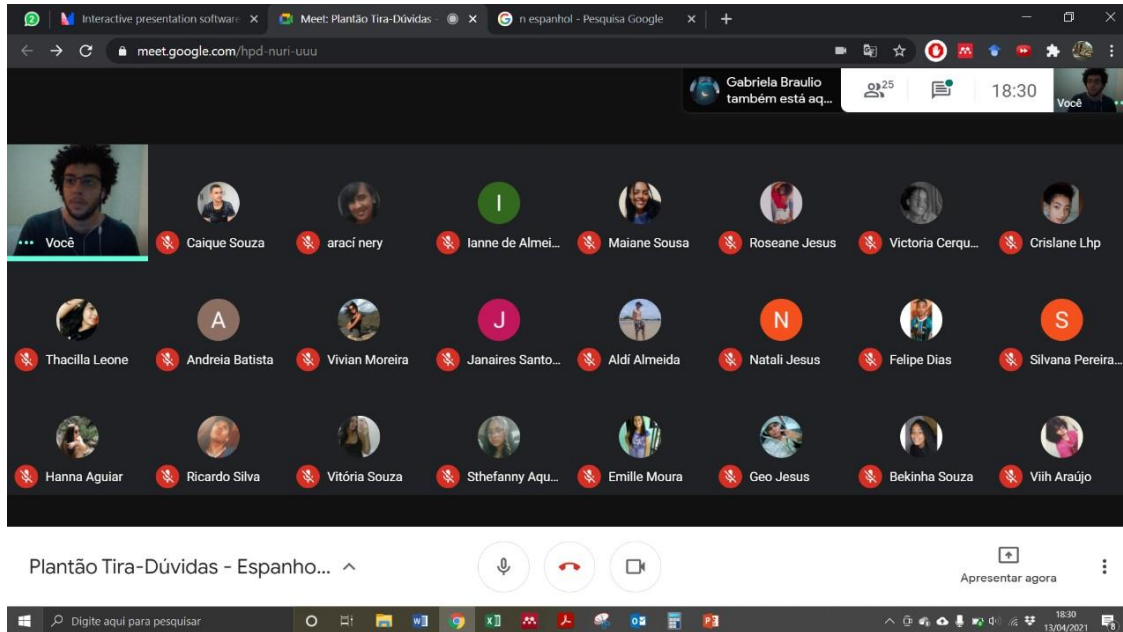 Interactive presentation software
Meet: Plantão Tira-Dúvidas -
n espanhol - Pesquisa Google
meet.google.com/hpd-nuri-uuu
Gabriela Braulio
também está aq...
25
18:30
Você
Você
Caique Souza
arací nery
Ianne de Almei...
Maiane Sousa
Roseane Jesus
Victoria Cerqu...
Crislane Lhp
Thacilla Leone
A
Andreia Batista
Vivian Moreira
J
Janaires Santo...
Aldí Almeida
N
Natali Jesus
Felipe Dias
S
Silvana Pereira...
I
Hanna Aguiar
Ricardo Silva
Vitória Souza
Sthefanny Aqu...
Emille Moura
Geo Jesus
Bekinha Souza
Viih Araújo
Plantão Tira-Dúvidas - Espanho...
Apresentar agora
Digite aqui para pesquisar
18:30
13/04/2021